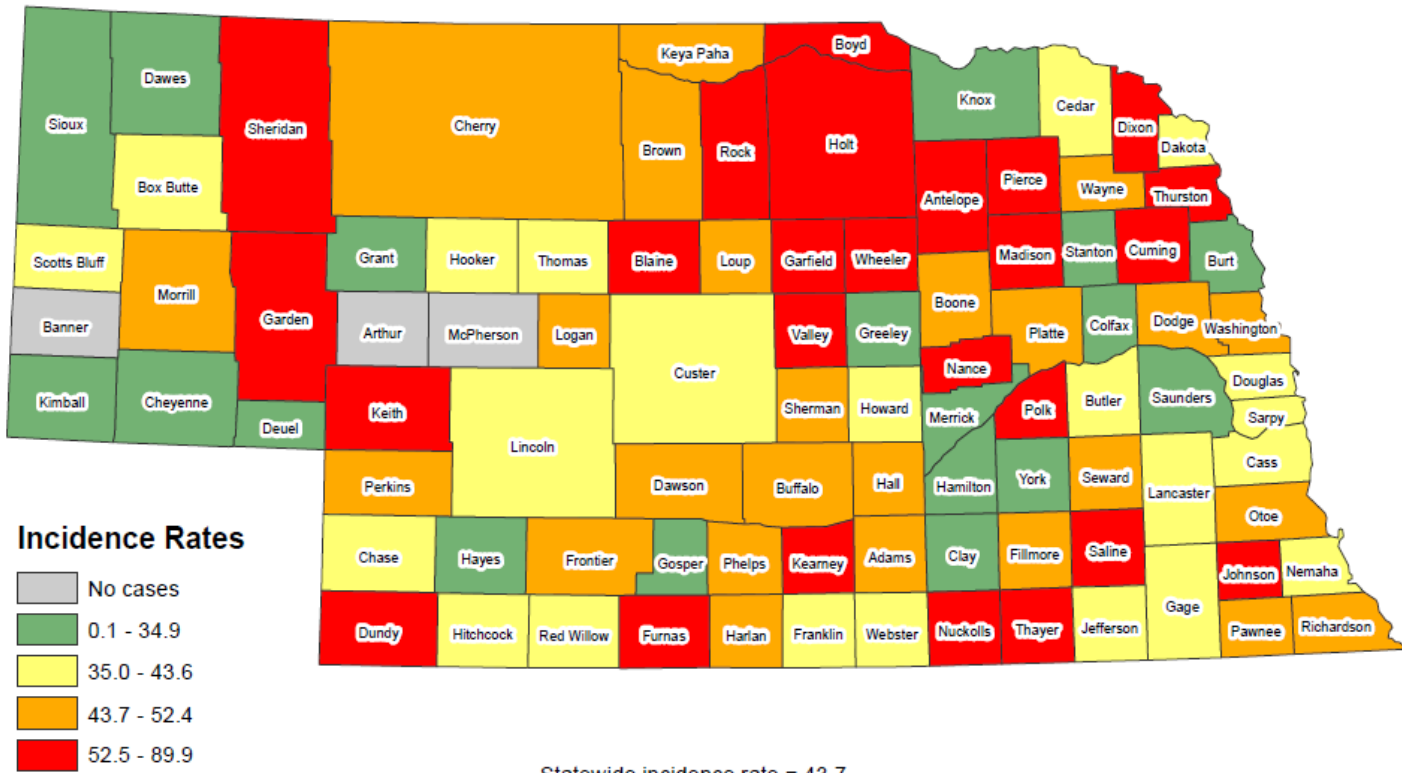 Keya Paha
Boyd
Dawes
Knox
Cedar
Sioux
Sheridan
Cherry
Dixon
Holt
Brown
Rock
Dakota
Box Butte
Pierce
Wayne
Antelope
Thurston
Scotts Bluff
Grant
Hooker
Thomas
Blaine
Loup
Garfield
Wheeler
Madison
Stanton
Cuming
Burt
Morrill
Garden
Boone
Banner
Arthur
McPherson
Logan
Valley
Greeley
Platte
Colfax
Dodge
Washington
Custer
Nance
Douglas
Kimball
Cheyenne
Deuel
Keith
Sherman
Howard
Merrick
Polk
Butler
Saunders
Sarpy
Lincoln
Cass
Perkins
Dawson
Buffalo
Hall
Hamilton
York
Seward
Lancaster
Otoe
Incidence Rates
Chase
Hayes
Frontier
Gosper
Phelps
Kearney
Adams
Clay
Fillmore
Saline
Johnson
Nemaha
Gage
Dundy
Hitchcock
Red Willow
Furnas
Harlan
Franklin
Webster
Nuckolls
Thayer
Jefferson
Pawnee
Richardson
No cases
0.1 - 34.9
35.0 - 43.6
43.7 - 52.4
52.5 - 89.9
Statewide incidence rate = 43.7